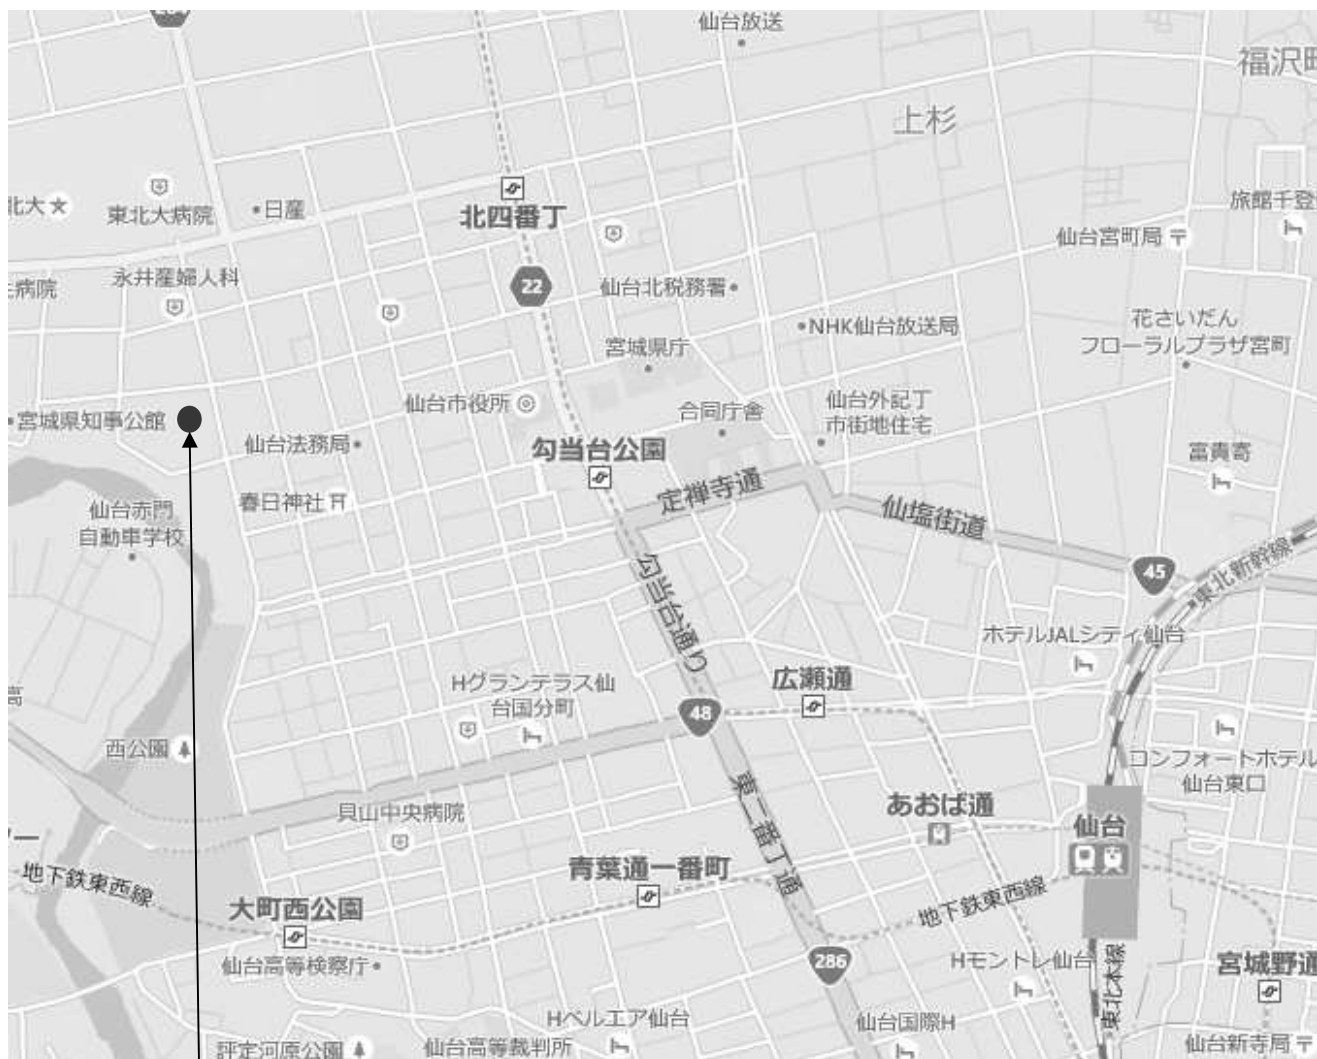 仙台放送
福沢町
上杉
北大
東北大病院
日産
北四番丁
旅館千登
仙台宮町局
永井産婦人科
病院
22
仙台北税務署
NHK仙台放送局
花さいだん
フローラルプラザ宮町
宮城県庁
宮城県知事公館
仙台市役所
合同庁舎
仙台外記丁
市街地住宅
仙台法務局
勾当台公園
富貴寄
春日神社
定禅寺通
仙塩街道
仙台赤門
自動車学校
45
東北新幹線
勾当台通り
ホテルJALシティ仙台
Hグランテラス仙
台国分町
広瀬通
高
48
西公園
コンフォートホテル
仙台東口
東二番丁通
貝山中央病院
あおば通
仙台
ー
地下鉄東西線
青葉通一番町
地下鉄東西線
大町西公園
仙台高等検察庁
286
Hモントレ仙台
東北本線
宮城野通
Hベルエア仙台
仙台国際H
評定河原公園
仙台高等裁判所
仙台新寺局